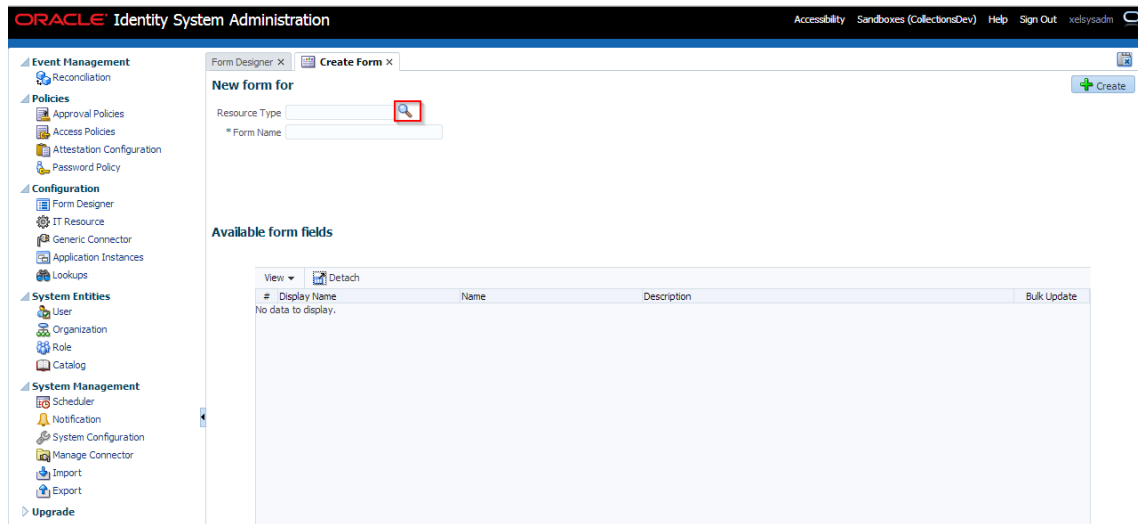 ORACLE Identity System Administration
Accessibility Sandboxes (CollectionsDev) Help Sign Out xelsysadm
Event Management
Reconciliation
Policies
Approval Policies
Access Policies
Attestation Configuration
Password Policy
Configuration
Form Designer
IT Resource
Generic Connector
Application Instances
Lookups
System Entities
User
Organization
Role
Catalog
System Management
Scheduler
Notification
System Configuration
Manage Connector
Import
Export
Upgrade
Form Designer Create Form
New form for
Create
Resource Type
* Form Name
Available form fields
View Detach
# Display Name Name Description Bulk Update
No data to display.